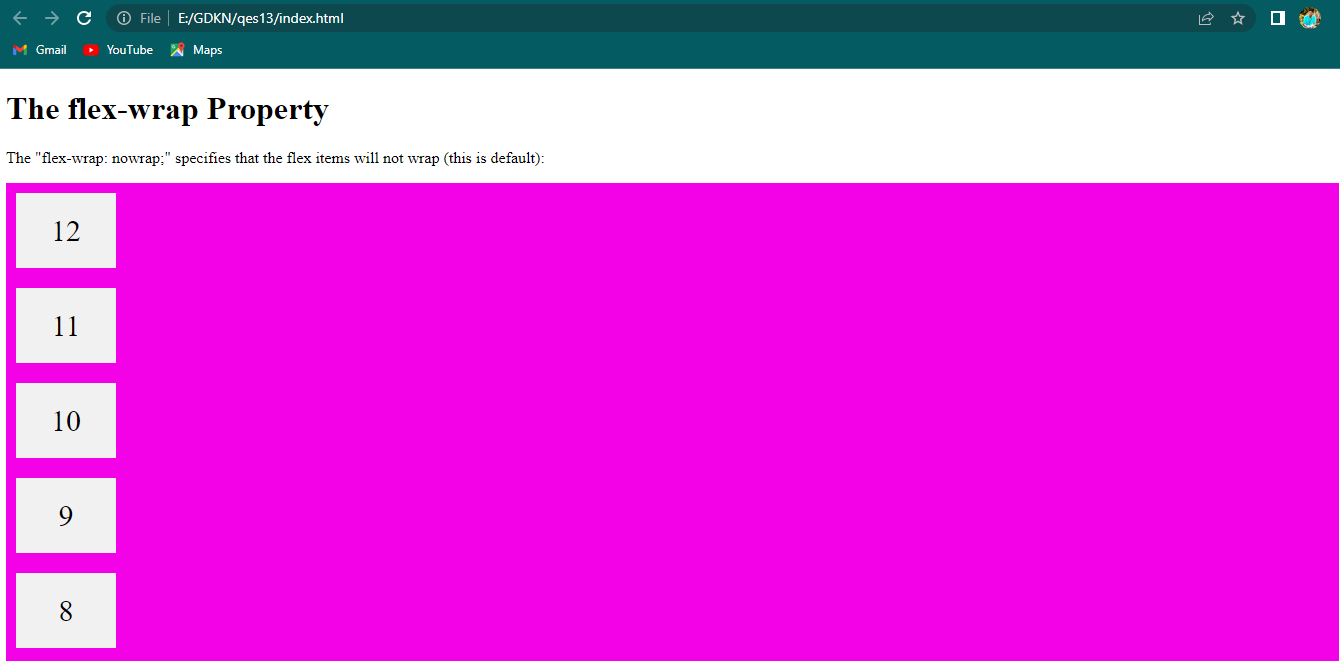 File E:/GDKN/qes13/index.html
Gmail YouTube Maps
The flex-wrap Property
The "flex-wrap: nowrap;" specifies that the flex items will not wrap (this is default):
12
11
10
9
8